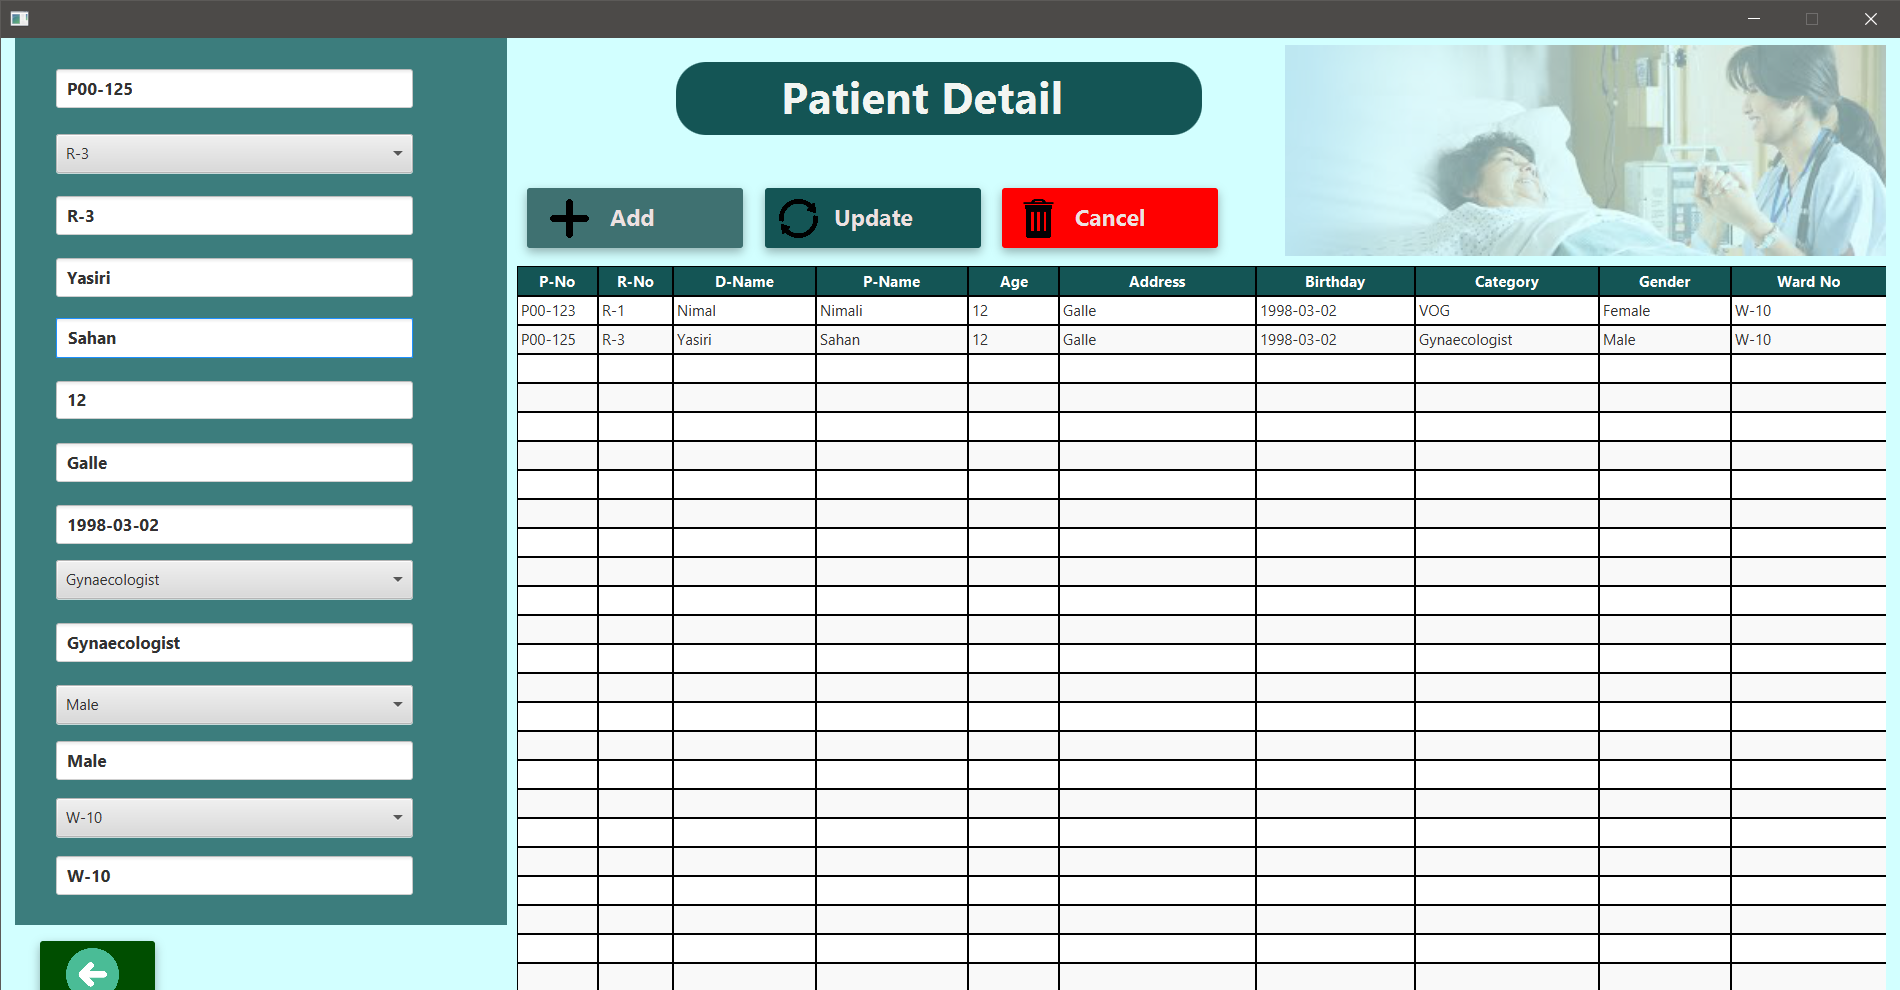 P00-125
R-3
R-3
Yasiri
Sahan
12
Galle
1998-03-02
Gynaecologist
Gynaecologist
Male
Male
W-10
W-10
Patient Detail
Add Update Cancel
P-No R-No D-Name P-Name Age Address Birthday Category Gender Ward No
P00-123 R-1 Nimal Nimali 12 Galle 1998-03-02 VOG Female W-10
P00-125 R-3 Yasiri Sahan 12 Galle 1998-03-02 Gynaecologist Male W-10